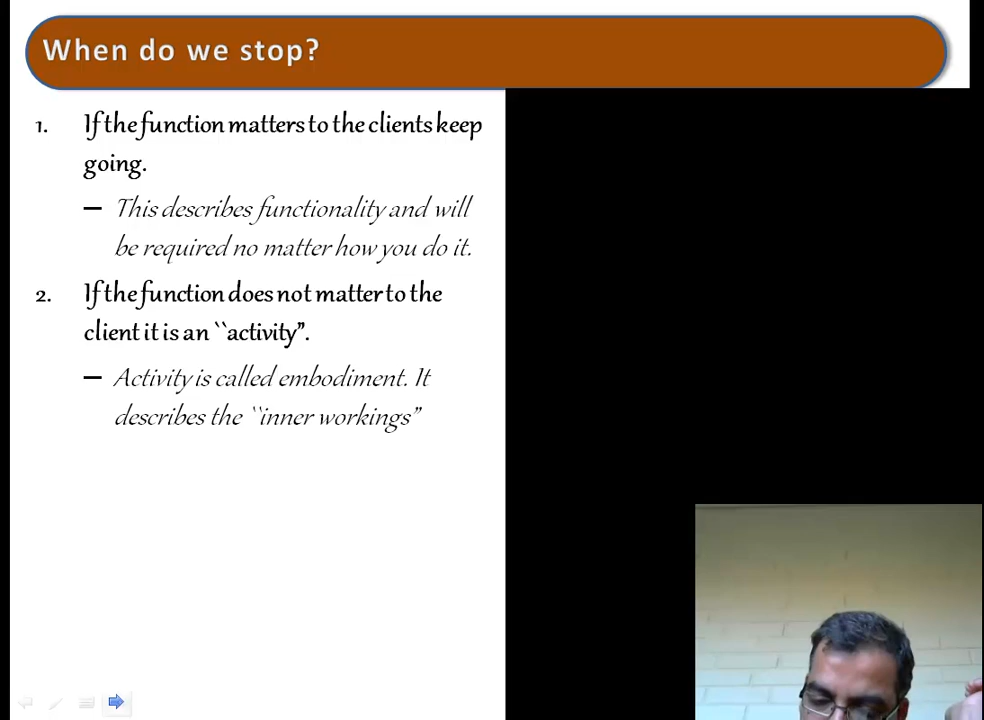 When do we stop?
1. If the function matters to the clients keep
going.
— This describes functionality and will
be required no matter how you do it.
2. If the function does not matter to the
client it is an ``activity”.
— Activity is called embodiment. It
describes the ``inner workings”